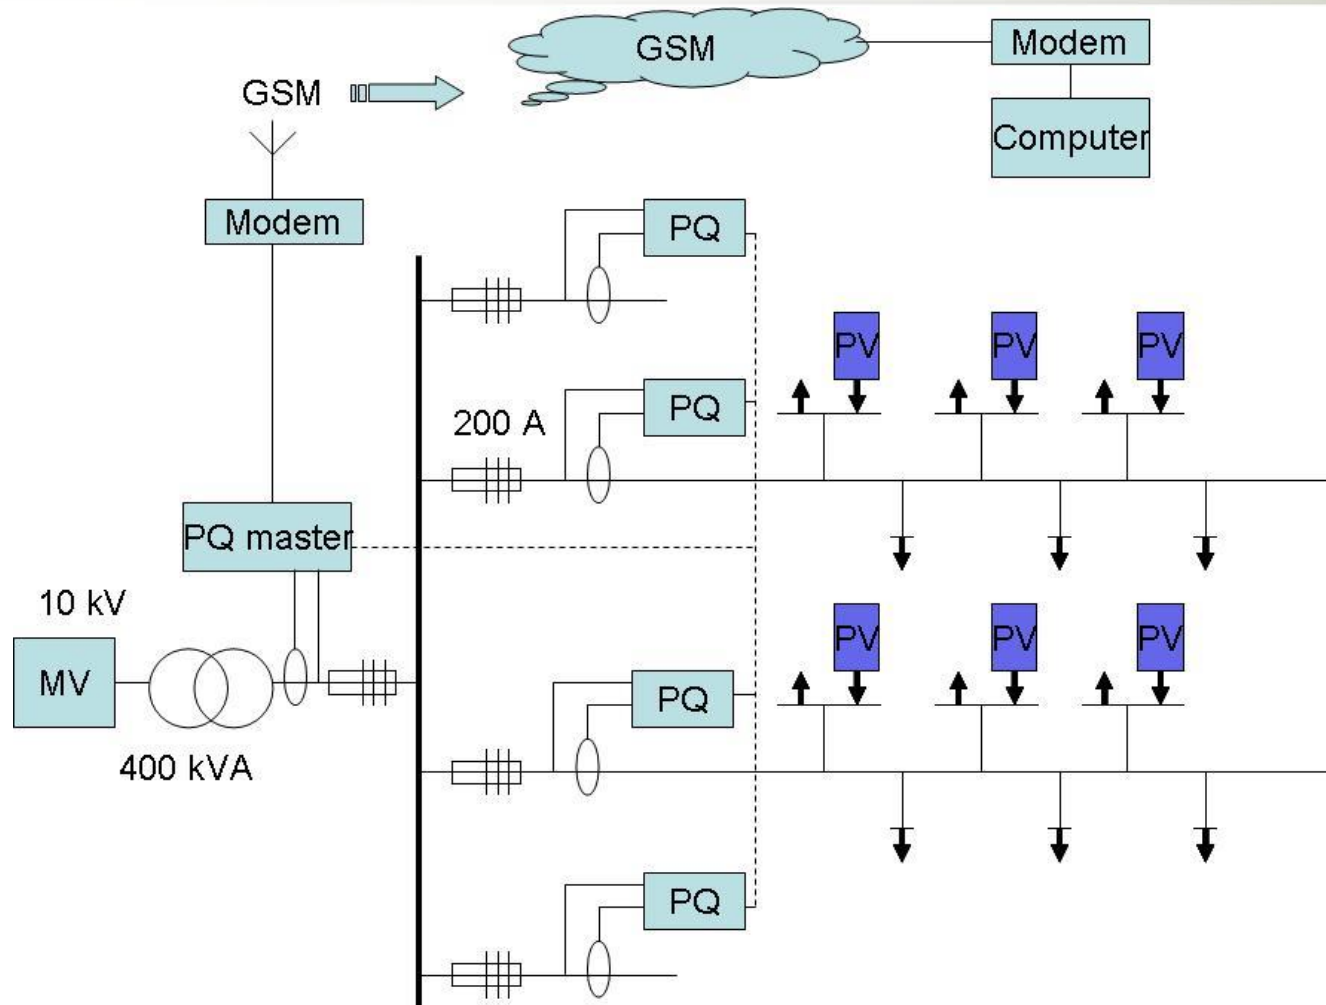 GSM
Modem
GSM
Computer
Modem
PQ
PV
PV
PV
PQ
200 A
PQ master
10 kV
PV
PV
PV
MV
PQ
400 kVA
PQ